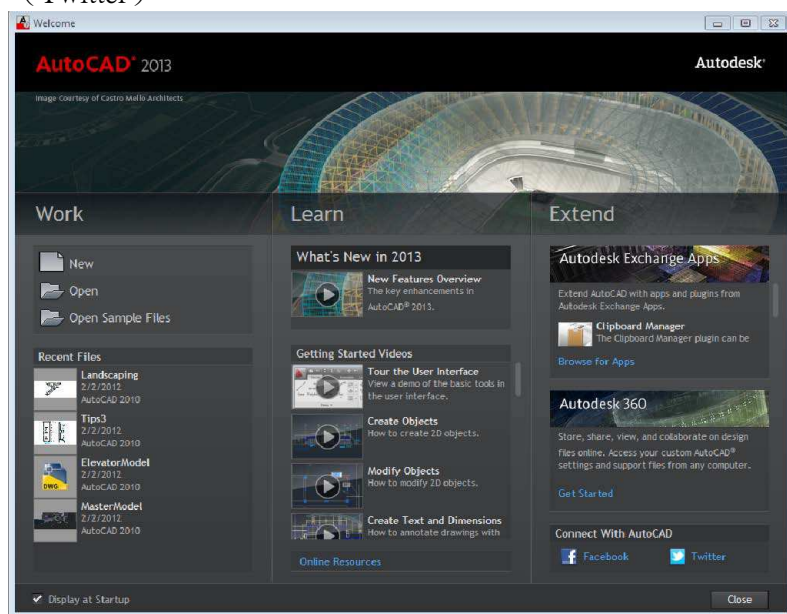 ( Twitter )
Welcome
AutoCAD® 2013
Autodesk®
Image Courtesy of Castro Mello Architects
Work
New
Open
Open Sample Files
Recent Files
Landscaping
2/2/2012
AutoCAD 2010
Tips3
2/2/2012
AutoCAD 2010
DWG
ElevatorModel
2/2/2012
AutoCAD 2010
MasterModel
2/2/2012
AutoCAD 2010
Learn
What's New in 2013
New Features Overview
The key enhancements in
AutoCAD® 2013.
Getting Started Videos
Tour the User Interface
View a demo of the basic tools in
the user interface.
Create Objects
How to create 2D objects.
Modify Objects
How to modify 2D objects.
Create Text and Dimensions
How to annotate drawings with
Online Resources
Extend
Autodesk Exchange Apps
Extend AutoCAD with apps and plugins from
Autodesk Exchange Apps.
Clipboard Manager
The Clipboard Manager plugin can be
Browse for Apps
Autodesk 360
Store, share, view, and collaborate on design
files online. Access your custom AutoCAD®
settings and support files from any computer.
Get Started
Connect With AutoCAD
Facebook
Twitter
Display at Startup
Close